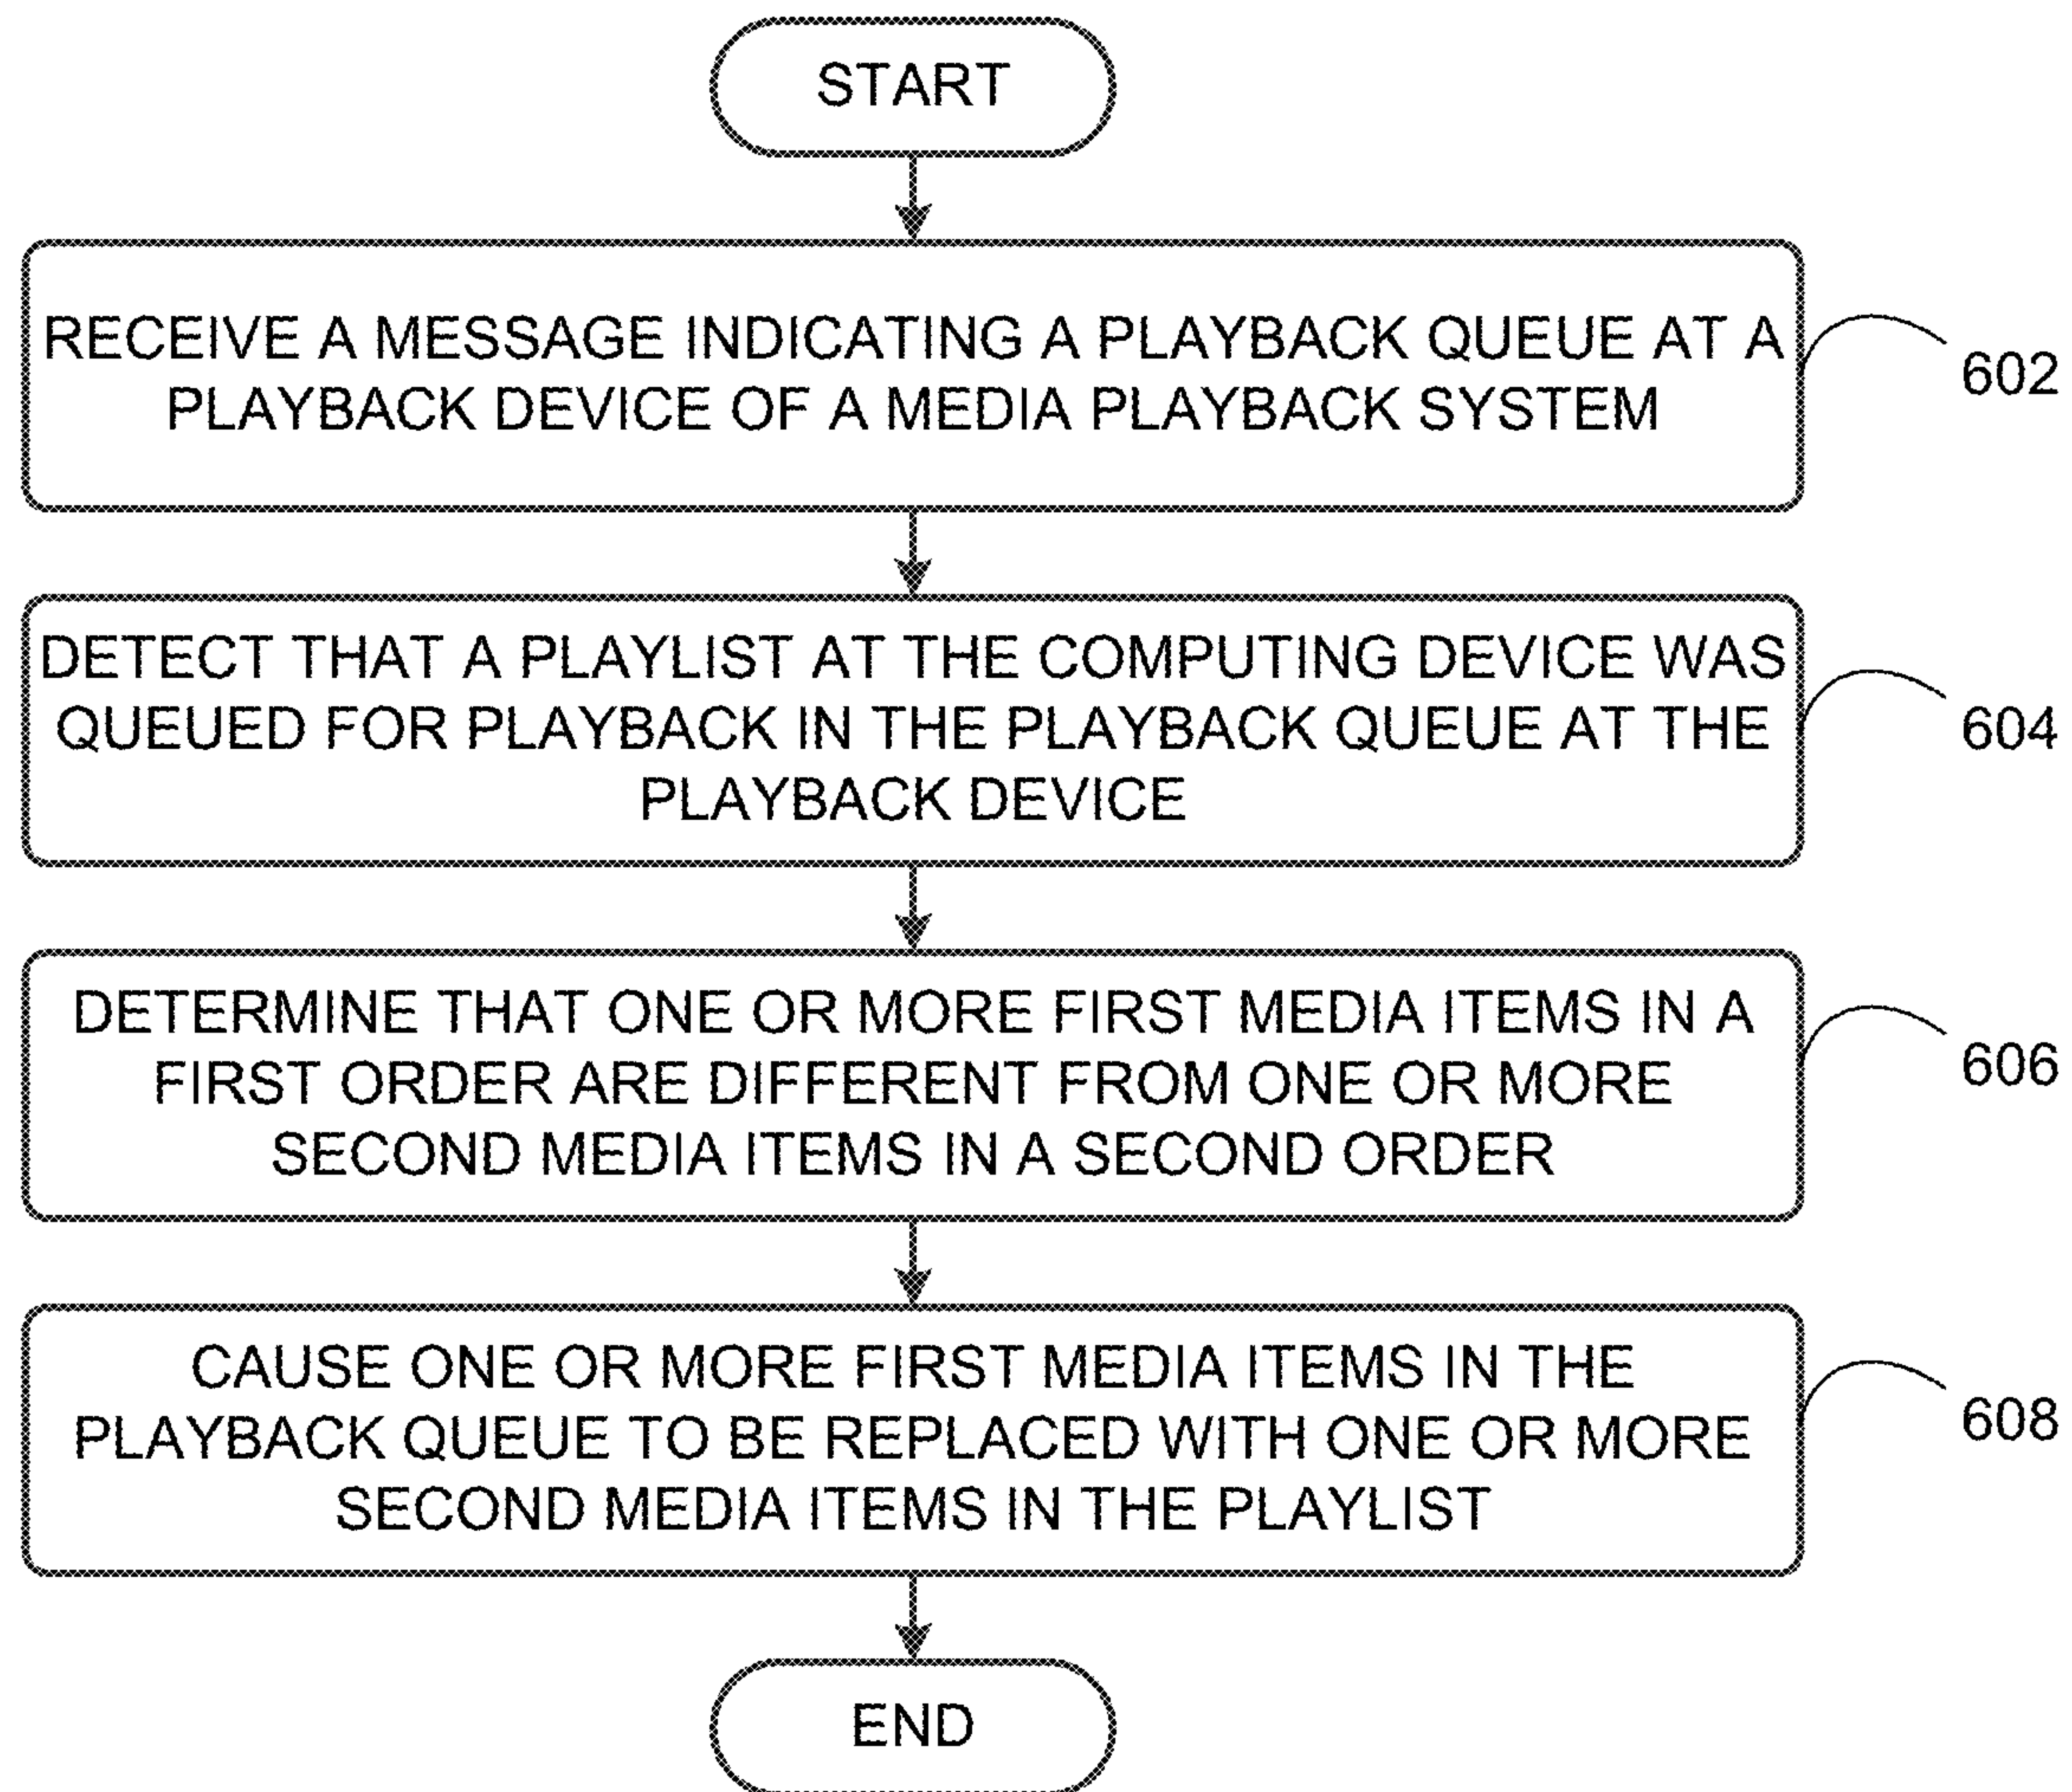 START
RECEIVE A MESSAGE INDICATING A PLAYBACK QUEUE AT A
PLAYBACK DEVICE OF A MEDIA PLAYBACK SYSTEM
602
DETECT THAT A PLAYLIST AT THE COMPUTING DEVICE WAS
QUEUED FOR PLAYBACK IN THE PLAYBACK QUEUE AT THE
PLAYBACK DEVICE
604
DETERMINE THAT ONE OR MORE FIRST MEDIA ITEMS IN A
FIRST ORDER ARE DIFFERENT FROM ONE OR MORE
SECOND MEDIA ITEMS IN A SECOND ORDER
606
CAUSE ONE OR MORE FIRST MEDIA ITEMS IN THE
PLAYBACK QUEUE TO BE REPLACED WITH ONE OR MORE
SECOND MEDIA ITEMS IN THE PLAYLIST
608
END